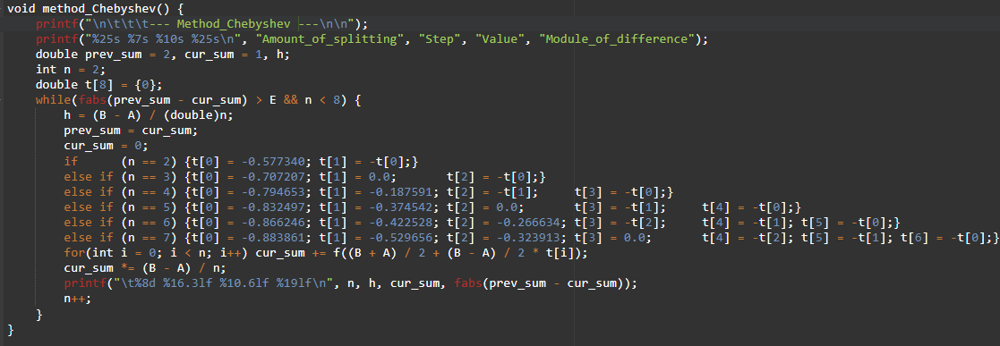 void method_Chebyshev() {
    printf("\n\t\t\t--- Method_Chebyshev ---\n\n");
    printf("%25s %7s %10s %25s\n", "Amount_of_splitting", "Step", "Value", "Module_of_difference");
    double prev_sum = 2, cur_sum = 1, h;
    int n = 2;
    double t[8] = {0};
    while(fabs(prev_sum - cur_sum) > E && n < 8) {
        h = (B - A) / (double)n;
        prev_sum = cur_sum;
        cur_sum = 0;
        if      (n == 2) {t[0] = -0.577340; t[1] = -t[0];}
        else if (n == 3) {t[0] = -0.707207; t[1] = 0.0;       t[2] = -t[0];}
        else if (n == 4) {t[0] = -0.794653; t[1] = -0.187591; t[2] = -t[1];     t[3] = -t[0];}
        else if (n == 5) {t[0] = -0.832497; t[1] = -0.374542; t[2] = 0.0;       t[3] = -t[1];     t[4] = -t[0];}
        else if (n == 6) {t[0] = -0.866246; t[1] = -0.422528; t[2] = -0.266634; t[3] = -t[2];     t[4] = -t[1]; t[5] = -t[0];}
        else if (n == 7) {t[0] = -0.883861; t[1] = -0.529656; t[2] = -0.323913; t[3] = 0.0;       t[4] = -t[2]; t[5] = -t[1]; t[6] = -t[0];}
        for(int i = 0; i < n; i++) cur_sum += f((B + A) / 2 + (B - A) / 2 * t[i]);
        cur_sum *= (B - A) / n;
        printf("\t%8d %16.3lf %10.6lf %19lf\n", n, h, cur_sum, fabs(prev_sum - cur_sum));
        n++;
    }
}